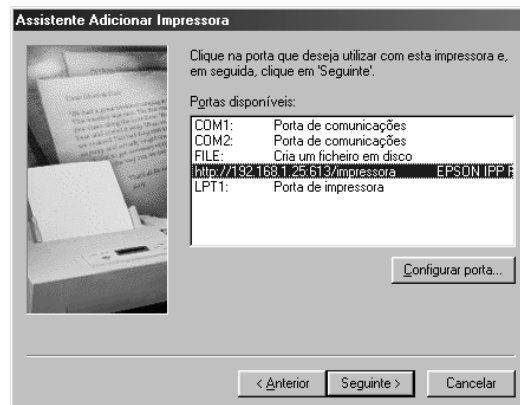 Assistente Adicionar Impressora
Clique na porta que deseja utilizar com esta impressora e,
em seguida, clique em 'Seguinte'.
Portas disponíveis:
COM1: Porta de comunicações
COM2: Porta de comunicações
FILE: Cria um ficheiro em disco
http://192.168.1.25:613/impressora EPSON IPP P
LPT1: Porta de impressora
Configurar porta...
< Anterior
Seguinte >
Cancelar